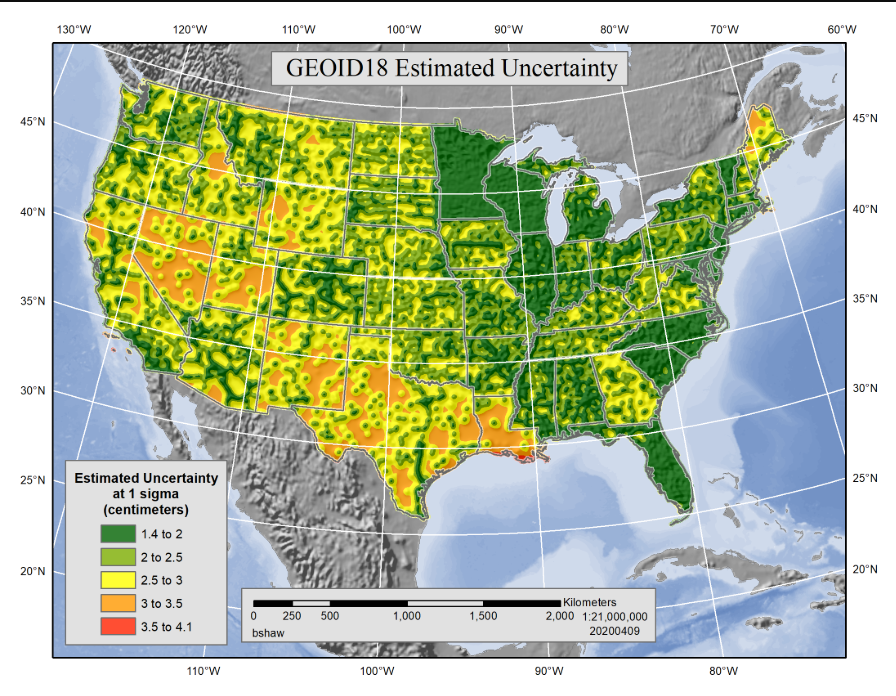 130°W 120°W 110°W 100°W 90°W 80°W 70°W 60°W
GEOID18 Estimated Uncertainty
45°N 45°N
40°N 40°N
35°N 35°N
30°N 30°N
25°N 25°N
20°N 20°N
Estimated Uncertainty
at 1 sigma
(centimeters)
1.4 to 2
2 to 2.5
2.5 to 3
3 to 3.5
3.5 to 4.1
Kilometers
0 250 500 1,000 1,500 2,000 1:21,000,000
bshaw 20200409
110°W 100°W 90°W 80°W